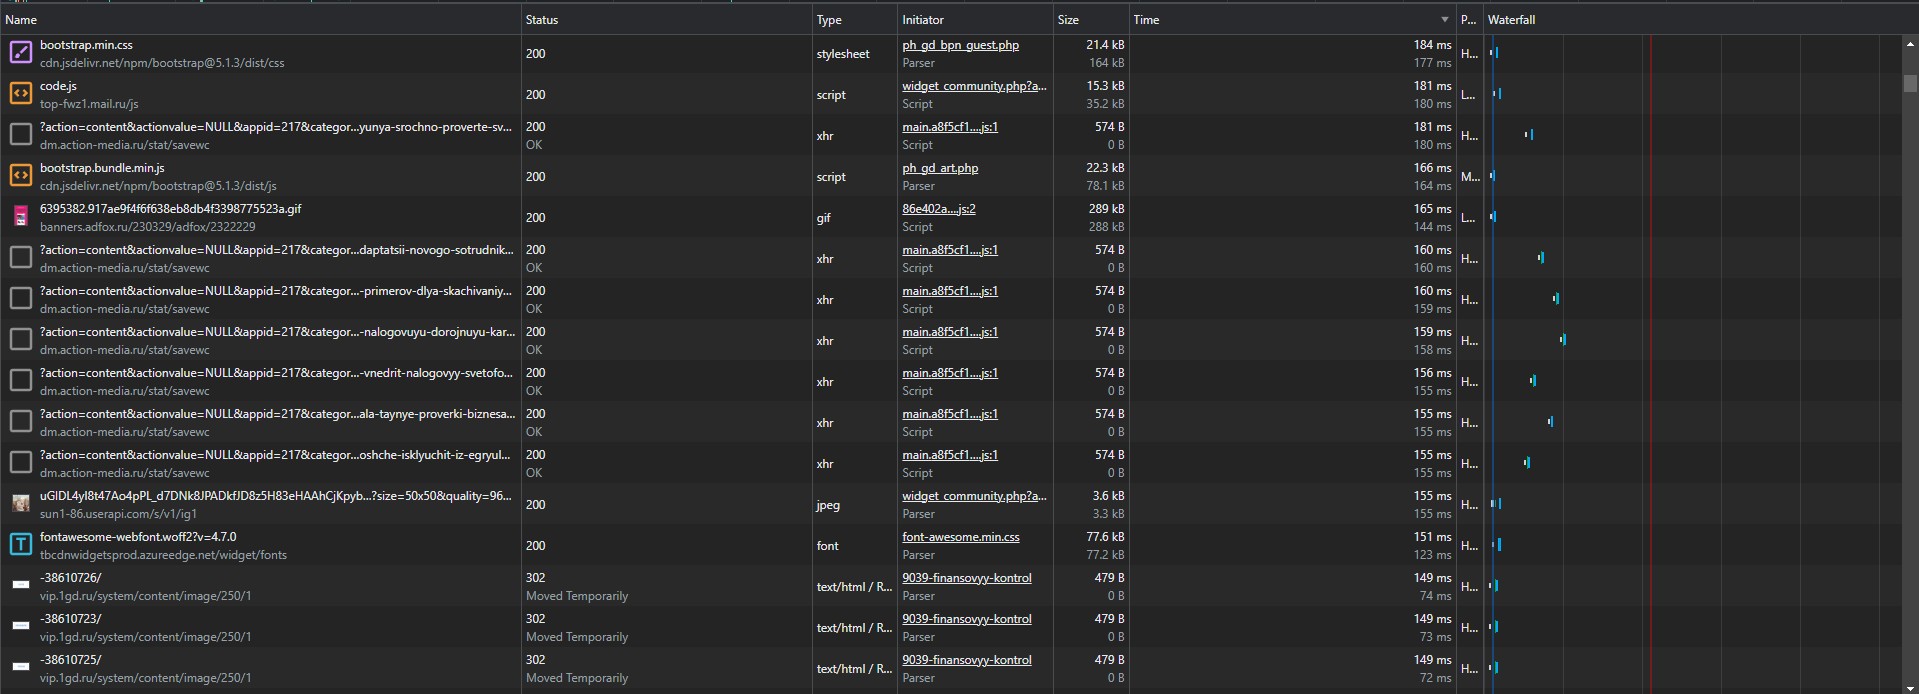 Name Status Type Initiator Size Time P... Waterfall
bootstrap.min.css ph_gd_bpn_guest.php 21.4 kB 184 ms
200 stylesheet H...
cdn.jsdelivr.net/npm/bootstrap@5.1.3/dist/css Parser 164 kB 177 ms
code.js widget_community.php?a... 15.3 kB 181 ms
200 script L...
top-fwz1.mail.ru/js Script 35.2 kB 180 ms
?action=content&actionvalue=NULL&appid=217&categor...yunya-srochno-proverte-sv... 200 main.a8f5cf1....js:1 574 B 181 ms
xhr H...
dm.action-media.ru/stat/savewc OK Script 0 B 180 ms
bootstrap.bundle.min.js ph_gd_art.php 22.3 kB 166 ms
200 script M...
cdn.jsdelivr.net/npm/bootstrap@5.1.3/dist/js Parser 78.1 kB 164 ms
6395382.917ae9f4f6f638eb8db4f3398775523a.gif 86e402a....js:2 289 kB 165 ms
200 gif L...
banners.adfox.ru/230329/adfox/2322229 Script 288 kB 144 ms
?action=content&actionvalue=NULL&appid=217&categor...daptatsii-novogo-sotrudnik... 200 main.a8f5cf1....js:1 574 B 160 ms
xhr H...
dm.action-media.ru/stat/savewc OK Script 0 B 160 ms
?action=content&actionvalue=NULL&appid=217&categor...-primerov-dlya-skachivaniy... 200 main.a8f5cf1....js:1 574 B 160 ms
xhr H...
dm.action-media.ru/stat/savewc OK Script 0 B 159 ms
?action=content&actionvalue=NULL&appid=217&categor...-nalogovuyu-dorojnuyu-kar... 200 main.a8f5cf1....js:1 574 B 159 ms
xhr H...
dm.action-media.ru/stat/savewc OK Script 0 B 158 ms
?action=content&actionvalue=NULL&appid=217&categor...-vnedrit-nalogovyy-svetofo... 200 main.a8f5cf1....js:1 574 B 156 ms
xhr H...
dm.action-media.ru/stat/savewc OK Script 0 B 155 ms
?action=content&actionvalue=NULL&appid=217&categor...ala-taynye-proverki-biznesa... 200 main.a8f5cf1....js:1 574 B 155 ms
xhr H...
dm.action-media.ru/stat/savewc OK Script 0 B 155 ms
?action=content&actionvalue=NULL&appid=217&categor...oshche-isklyuchit-iz-egryul... 200 main.a8f5cf1....js:1 574 B 155 ms
xhr H...
dm.action-media.ru/stat/savewc OK Script 0 B 155 ms
uGlDL4yI8t47Ao4pPL_d7DNk8JPADkfJD8z5H83eHAAhCjKpyb...?size=50x50&quality=96... widget_community.php?a... 3.6 kB 155 ms
200 jpeg H...
sun1-86.userapi.com/s/v1/ig1 Parser 3.3 kB 155 ms
fontawesome-webfont.woff2?v=4.7.0 font-awesome.min.css 77.6 kB 151 ms
200 font H...
tbcdnwidgetsprod.azureedge.net/widget/fonts Parser 77.2 kB 123 ms
-38610726/ 302 9039-finansovyy-kontrol 479 B 149 ms
text/html / R... H...
vip.1gd.ru/system/content/image/250/1 Moved Temporarily Parser 0 B 74 ms
-38610723/ 302 9039-finansovyy-kontrol 479 B 149 ms
text/html / R... H...
vip.1gd.ru/system/content/image/250/1 Moved Temporarily Parser 0 B 73 ms
-38610725/ 302 9039-finansovyy-kontrol 479 B 149 ms
text/html / R... H...
vip.1gd.ru/system/content/image/250/1 Moved Temporarily Parser 0 B 72 ms